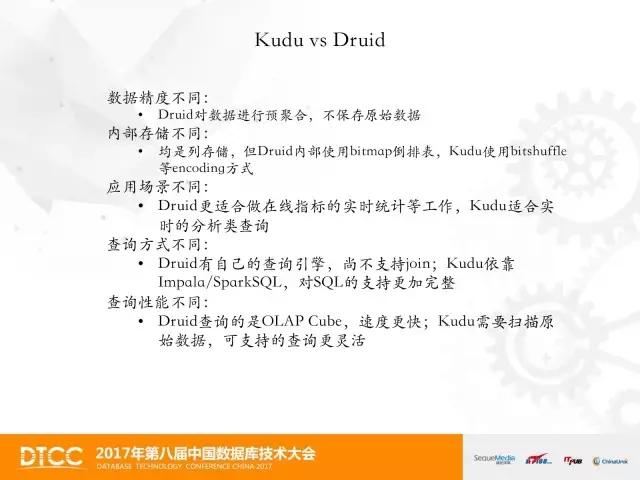 Kudu vs Druid
数据精度不同：
• Druid对数据进行预聚合，不保存原始数据
内部存储不同：
• 均是列存储，但Druid内部使用bitmap倒排表，Kudu使用bitshuffle
等encoding方式
应用场景不同：
• Druid更适合做在线指标的实时统计等工作，Kudu适合实
时的分析类查询
查询方式不同：
• Druid有自己的查询引擎，尚不支持join；Kudu依靠
Impala/SparkSQL，对SQL的支持更加完整
查询性能不同：
• Druid查询的是OLAP Cube，速度更快；Kudu需要扫描原
始数据，可支持的查询更灵活
DTCC
2017年第八届中国数据库技术大会
DATABASE TECHNOLOGY CONFERENCE CHINA 2017
SequeMedia
ITPUB
ChinaUnix